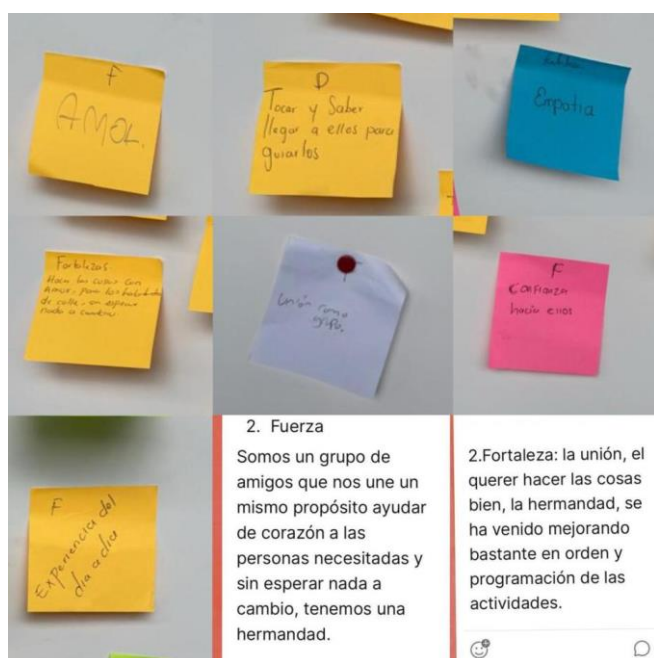 F
AMOR.
D
Tocar y Saber
llegar a ellos para
guiarlos
Empatia
Fortalezas.
Hacer las cosas con
Amor, para los habitantes
de calle, sin esperar
nada a cambio
Unión como
grupo.
F
Confianza
hacia ellos
F
Experiencia del
dia a dia
2. Fuerza
Somos un grupo de
amigos que nos une un
mismo propósito ayudar
de corazón a las
personas necesitadas y
sin esperar nada a
cambio, tenemos una
hermandad.
2.Fortaleza: la unión, el
querer hacer las cosas
bien, la hermandad, se
ha venido mejorando
bastante en orden y
programación de las
actividades.